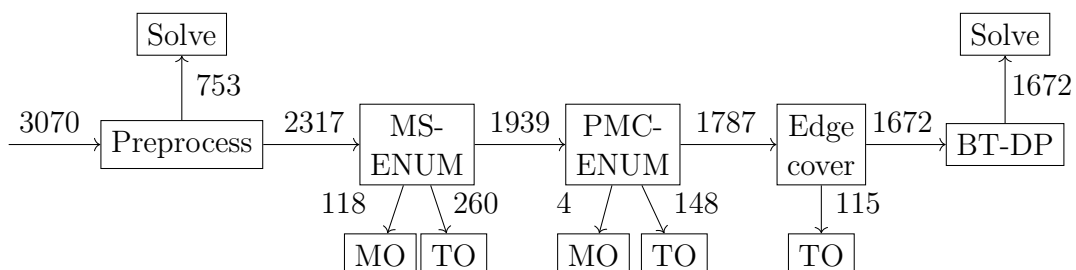 Solve
Solve
753
1672
3070
Preprocess
2317
MS-
ENUM
1939
PMC-
ENUM
1787
Edge
cover
1672
BT-DP
118
260
4
148
115
MO
TO
MO
TO
TO